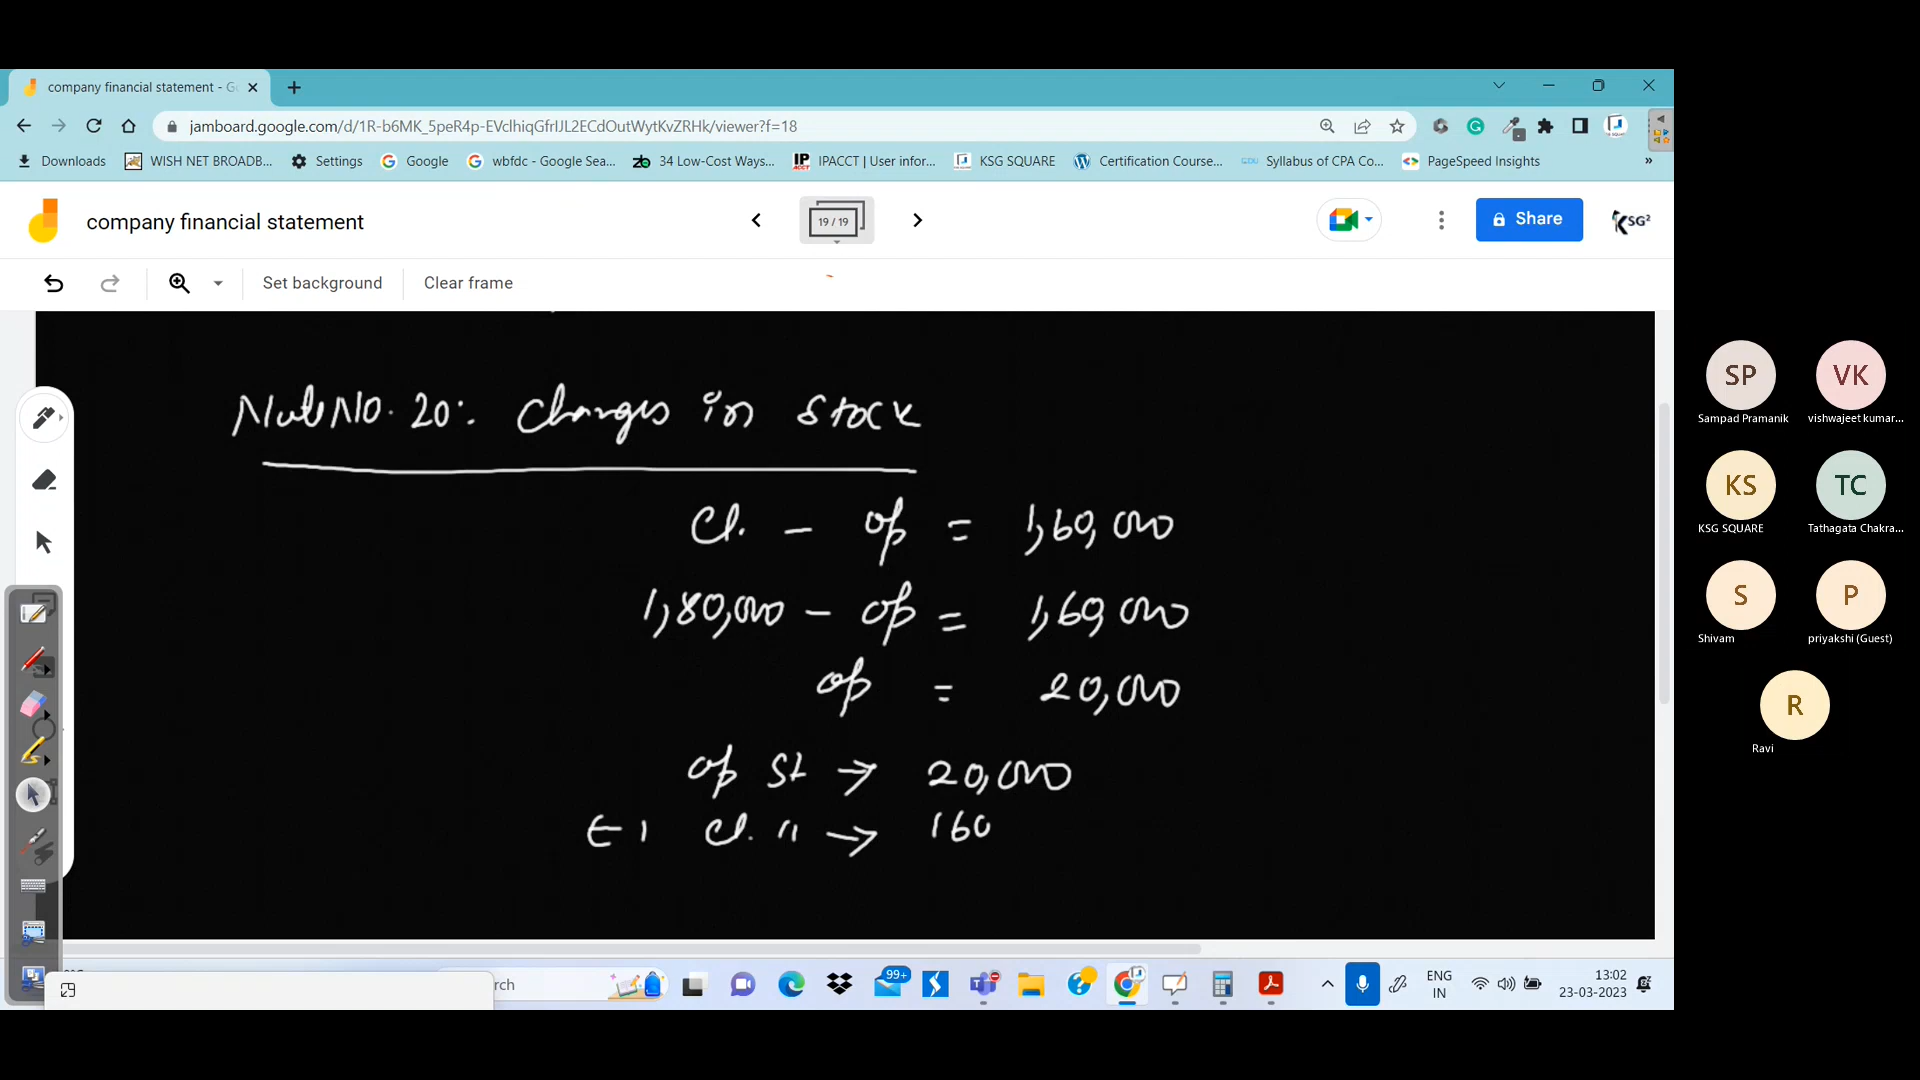 company financial statement - G
jamboard.google.com/d/1R-b6MK_5peR4p-EVclhiqGfrIJL2ECdOutWytKvZRHk/viewer?f=18
Downloads WISH NET BROADB... Settings Google wbfdc - Google Sea... 34 Low-Cost Ways... IPACCT | User infor... KSG SQUARE Certification Course... Syllabus of CPA Co... PageSpeed Insights »
company financial statement
19 / 19
Share
KSG²
Set background Clear frame
Note No. 20:. Changes in Stock
Cl. - op = 1,60,000
1,80,000 - op = 1,60,000
op = 20,000
op St → 20,000
(-) Cl. " → 160
SP VK
Sampad Pramanik vishwajeet kumar...
KS TC
KSG SQUARE Tathagata Chakra...
S P
Shivam priyakshi (Guest)
R
Ravi
rch
99+
ENG
IN
13:02
23-03-2023